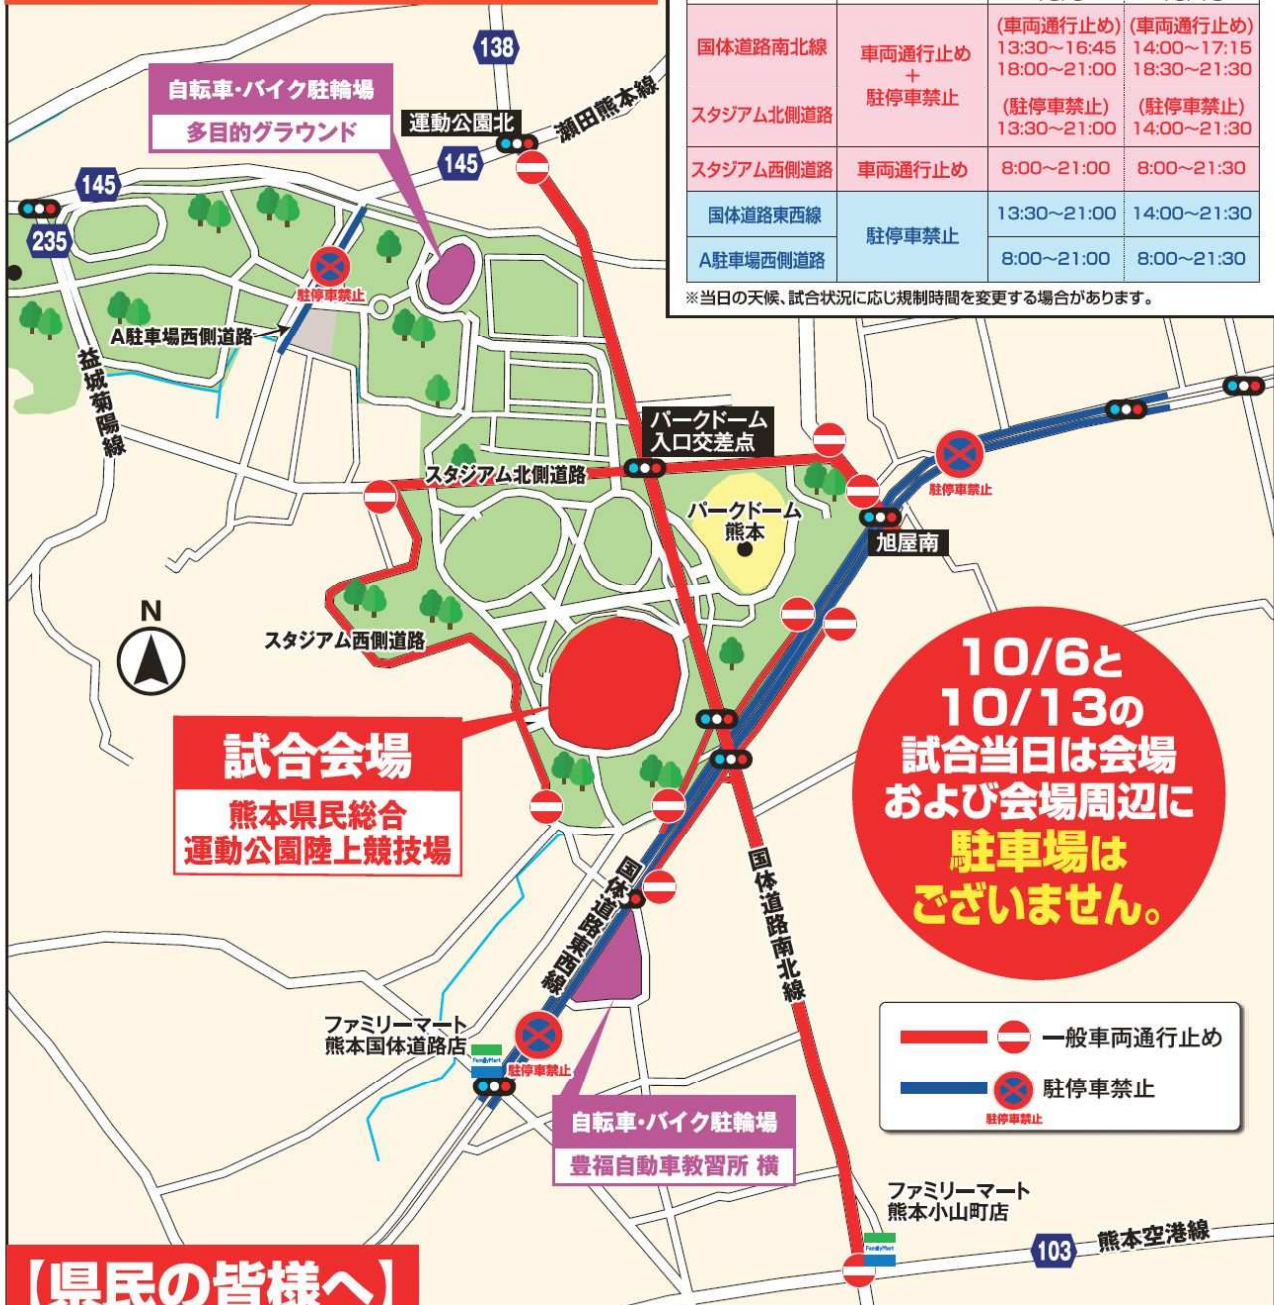 国体道路南北線
スタジアム北側道路
車両通行止め
+
駐停車禁止
(車両通行止め)
13:30～16:45
18:00～21:00
(駐停車禁止)
13:30～21:00
(車両通行止め)
14:00～17:15
18:30～21:30
(駐停車禁止)
14:00～21:30
スタジアム西側道路
車両通行止め
8:00～21:00
8:00～21:30
国体道路東西線
A駐車場西側道路
駐停車禁止
13:30～21:00
14:00～21:30
8:00～21:00
8:00～21:30
※当日の天候、試合状況に応じ規制時間を変更する場合があります。
138
自転車・バイク駐輪場
多目的グラウンド
運動公園北
瀬田熊本線
145
145
235
駐停車禁止
A駐車場西側道路
益城菊陽線
パークドーム
入口交差点
スタジアム北側道路
パークドーム
熊本
駐停車禁止
旭屋南
N
スタジアム西側道路
試合会場
熊本県民総合
運動公園陸上競技場
10/6と
10/13の
試合当日は会場
および会場周辺に
駐車場は
ございません。
国体道路東西線
国体道路南北線
ファミリーマート
熊本国体道路店
FamilyMart
駐停車禁止
自転車・バイク駐輪場
豊福自動車教習所 横
一般車両通行止め
駐停車禁止
駐停車禁止
ファミリーマート
熊本小山町店
FamilyMart
103
熊本空港線
【県民の皆様へ】